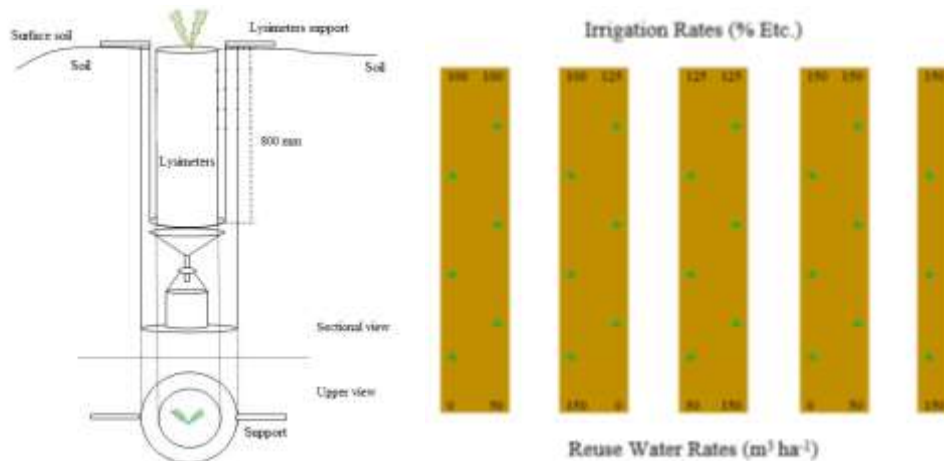 Lysimeters support
Surface soil
Soil
Soil
800 mm
Lysimeters
Sectional view
Upper view
Support
Irrigation Rates (% Etc.)
100 100
100 125
125 125
150 150
150
0 50
150 0
50 150
0 50
150
Reuse Water Rates (m³ ha⁻¹)